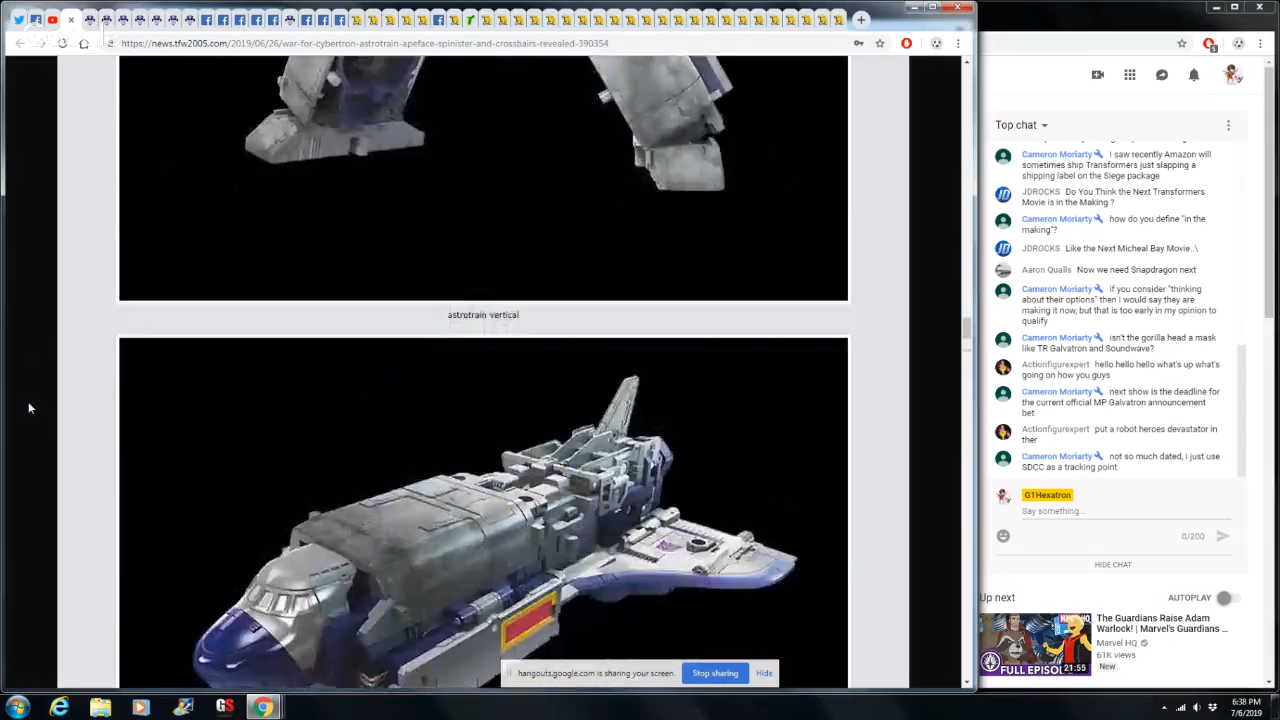 https://news.tfw2005.com/2019/06/26/war-for-cybertron-astrotrain-apeface-spinister-and-crosshairs-revealed-390354
astrotrain vertical
hangouts.google.com is sharing your screen.
Stop sharing
Hide
Top chat
Cameron Moriarty I saw recently Amazon will
sometimes ship Transformers just slapping a
shipping label on the Siege package
JDROCKS Do You Think the Next Transformers
Movie is in the Making ?
Cameron Moriarty how do you define "in the
making"?
JDROCKS Like the Next Micheal Bay Movie..\
Aaron Qualls Now we need Snapdragon next
Cameron Moriarty if you consider "thinking
about their options" then I would say they are
making it now, but that is too early in my opinion to
qualify
Cameron Moriarty isn't the gorilla head a mask
like TR Galvatron and Soundwave?
Actionfigurexpert hello hello hello what's up what's
going on how you guys
Cameron Moriarty next show is the deadline for
the current official MP Galvatron announcement
bet
Actionfigurexpert put a robot heroes devastator in
ther
Cameron Moriarty not so much dated, I just use
SDCC as a tracking point
G1Hexatron
Say something...
0/200
HIDE CHAT
Up next
AUTOPLAY
The Guardians Raise Adam
Warlock! | Marvel's Guardians ...
Marvel HQ
61K views
New
FULL EPISO
21:55
GS
6:38 PM
7/6/2019